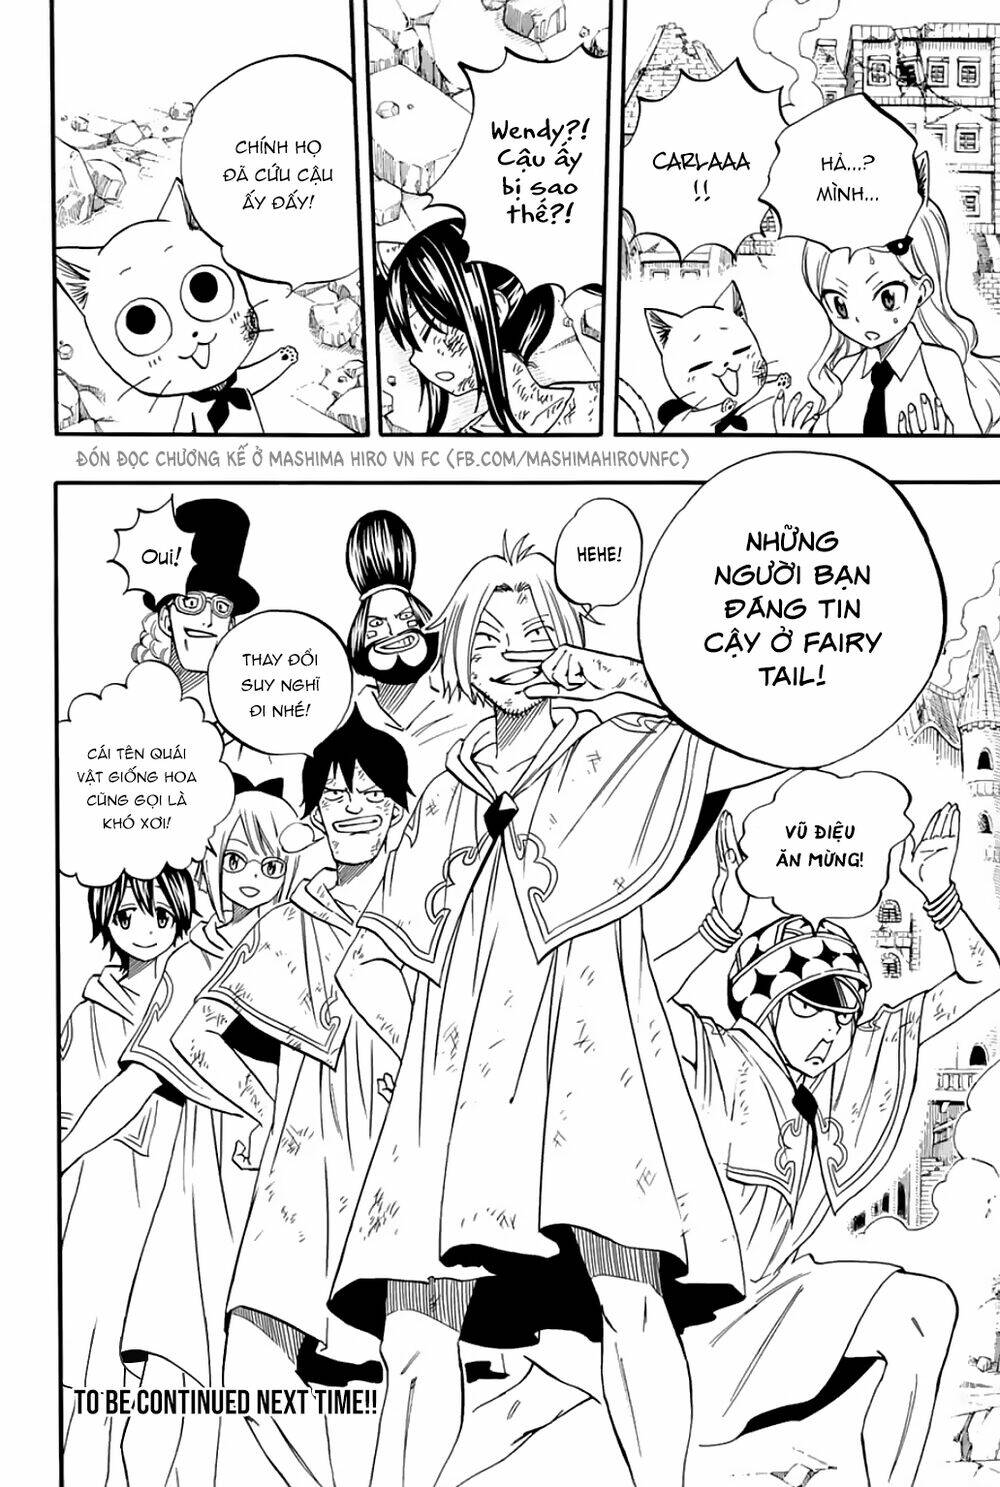 HẢ...?
MÌNH...
CARLAAA
!!
Wendy?!
Cậu ấy
bị sao
thế?!
CHÍNH HỌ
ĐÃ CỨU CẬU
ẤY ĐẤY!
ĐÓN ĐỌC CHƯƠNG KẾ Ở MASHIMA HIRO VN FC (FB.COM/MASHIMAHIROVNFC)
NHỮNG
NGƯỜI BẠN
ĐÁNG TIN
CẬY Ở FAIRY
TAIL!
HEHE!
Oui!
THAY ĐỔI
SUY NGHĨ
ĐI NHÉ!
CÁI TÊN QUÁI
VẬT GIỐNG HOA
CŨNG GỌI LÀ
KHÓ XƠI!
VŨ ĐIỆU
ĂN MỪNG!
TO BE CONTINUED NEXT TIME!!